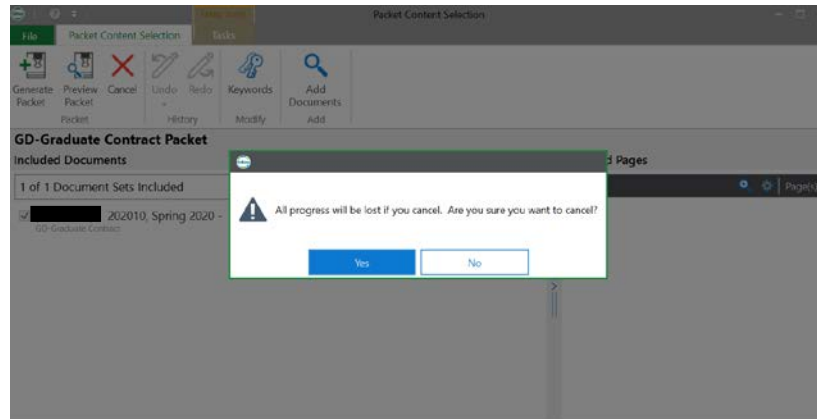 Packet Content Selection
File Packet Content Selection Tasks
Generate Packet
Preview Packet
Cancel
Undo
Redo
Keywords
Add Documents
Packet History Modify Add
GD-Graduate Contract Packet
Included Documents
d Pages
1 of 1 Document Sets Included
Page(s)
202010, Spring 2020 -
GD-Graduate Contract
All progress will be lost if you cancel. Are you sure you want to cancel?
Yes No